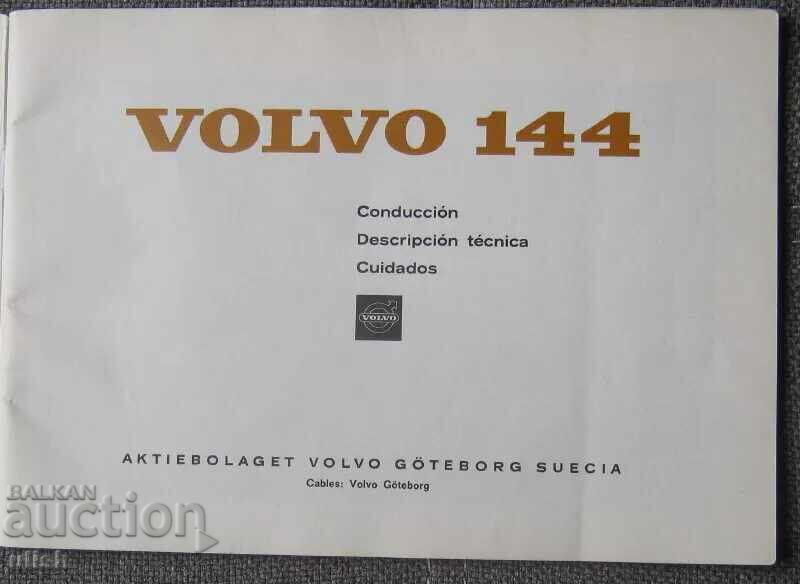 VOLVO 144
Conducción
Descripción técnica
Cuidados
VOLVO
AKTIEBOLAGET VOLVO GÖTEBORG SUECIA
Cables: Volvo Göteborg
BALKAN
auction